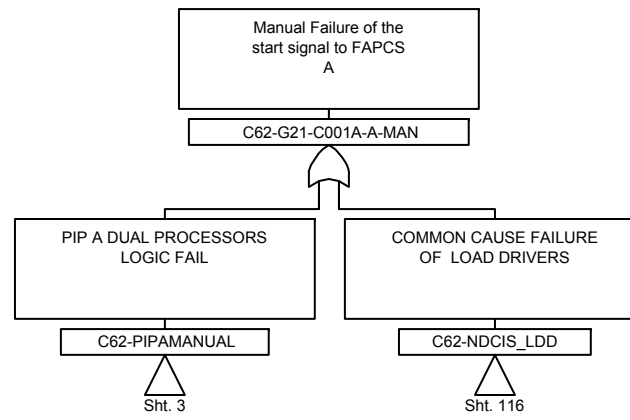 Manual Failure of the
start signal to FAPCS
A
C62-G21-C001A-A-MAN
PIP A DUAL PROCESSORS
LOGIC FAIL
COMMON CAUSE FAILURE
OF LOAD DRIVERS
C62-PIPAMANUAL
C62-NDCIS_LDD
Sht. 3
Sht. 116